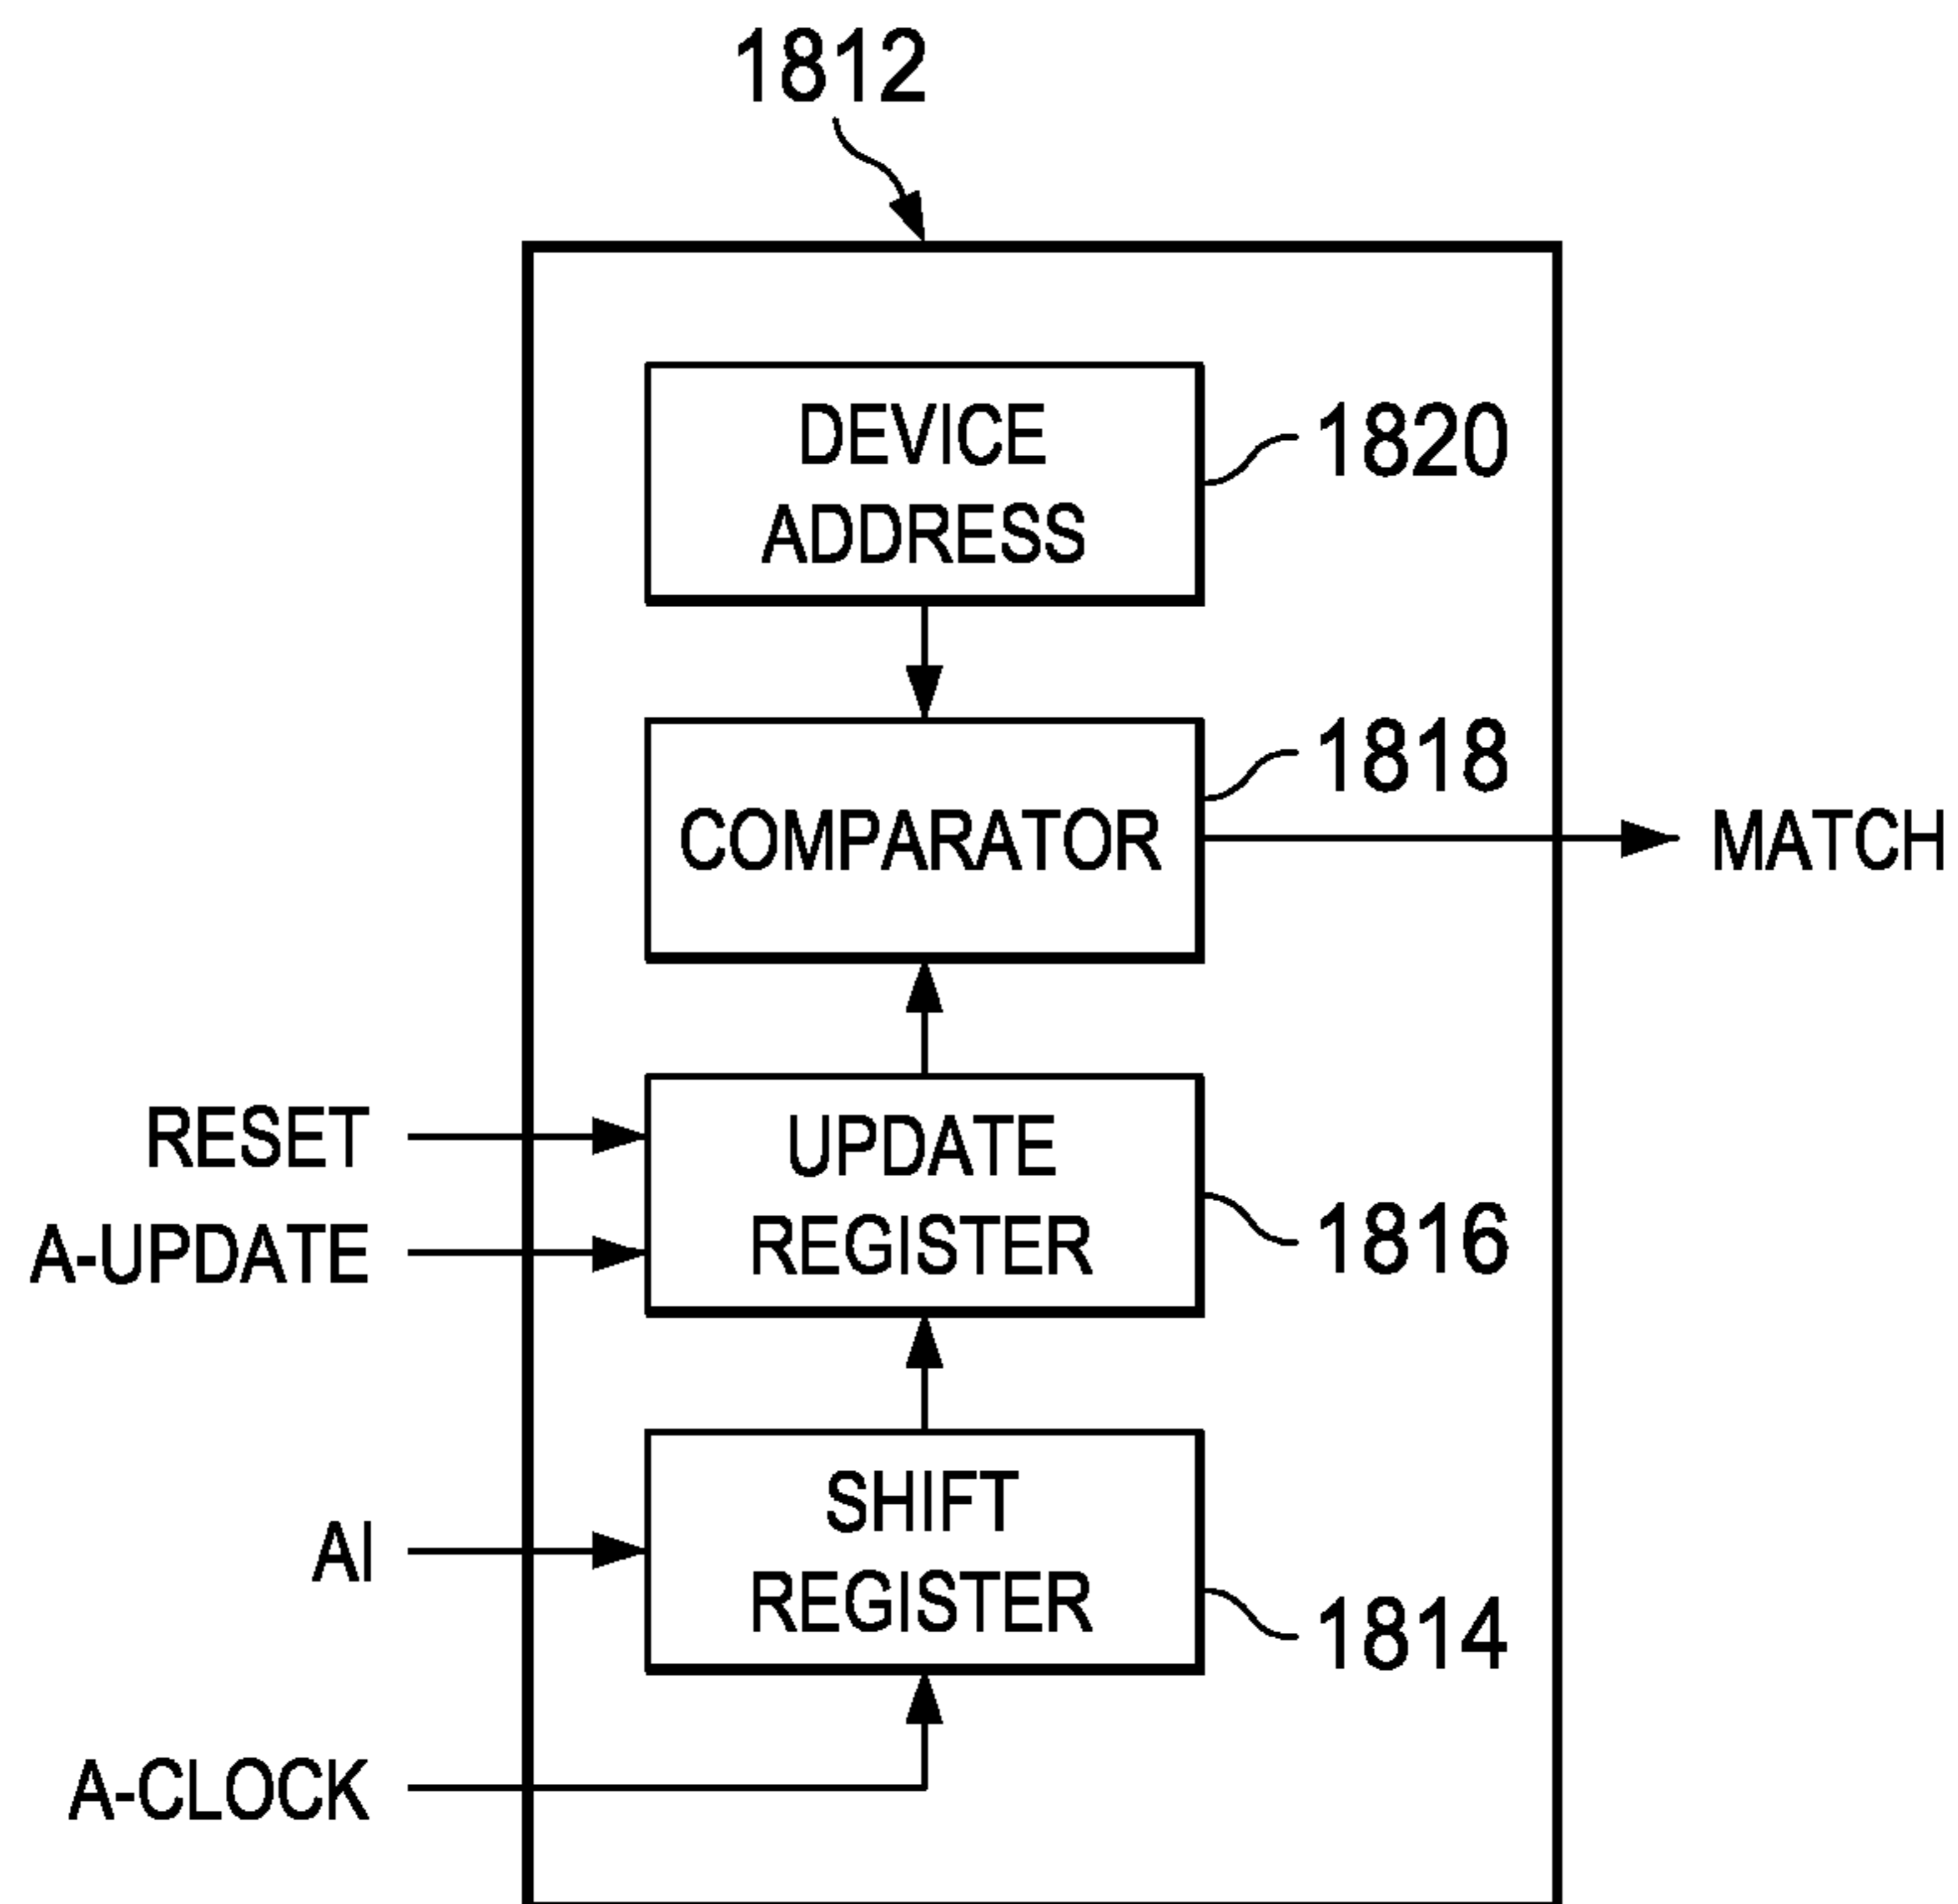 1812
DEVICE
ADDRESS
1820
COMPARATOR
1818
MATCH
RESET
A-UPDATE
UPDATE
REGISTER
1816
AI
SHIFT
REGISTER
1814
A-CLOCK